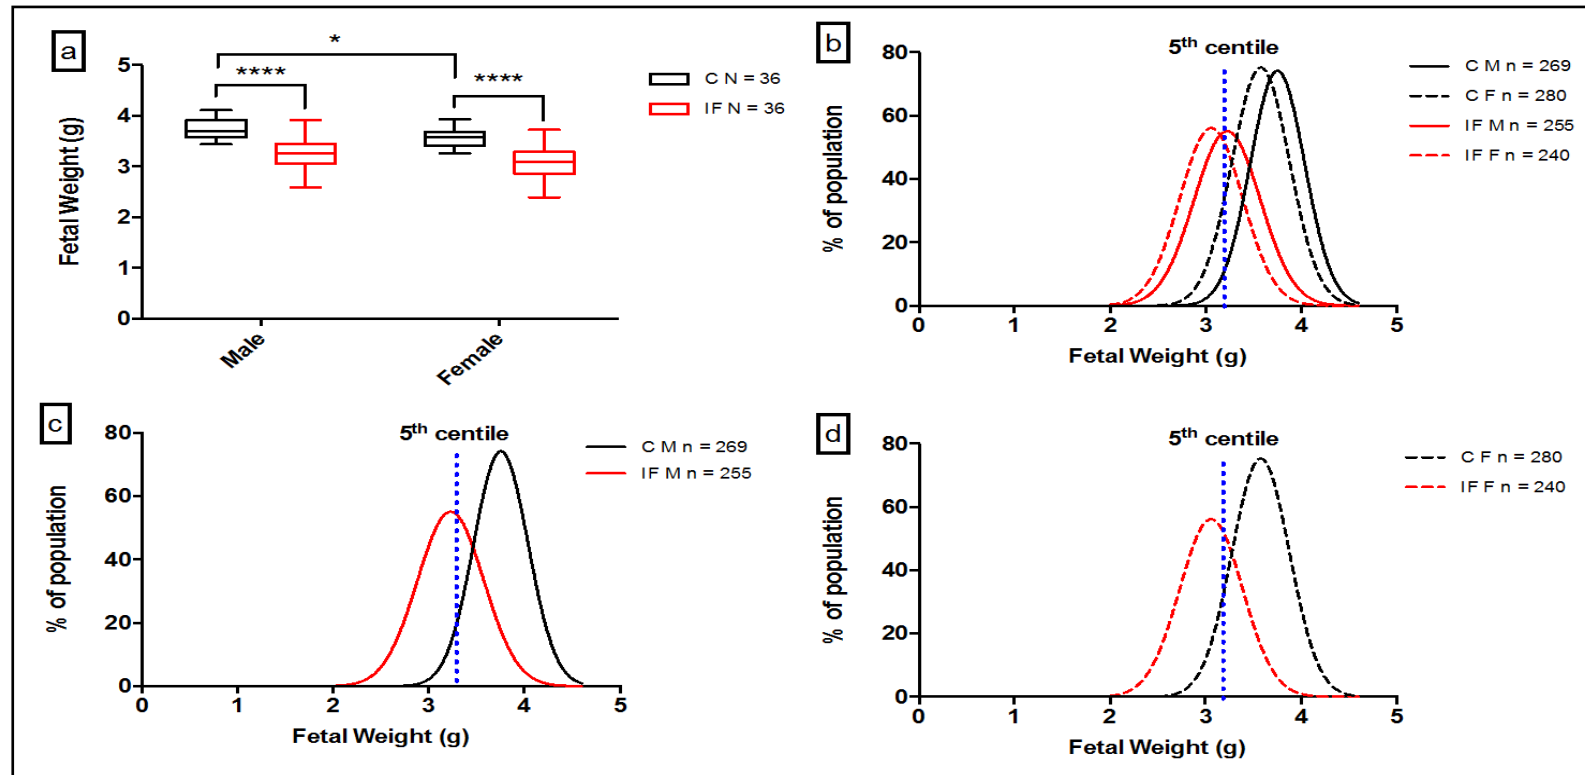 a
*
****
****
5
4
3
2
1
0
Fetal Weight (g)
Male
Female
C N = 36
IF N = 36
b
5th centile
80
60
40
20
0
% of population
0 1 2 3 4 5
Fetal Weight (g)
C M n = 269
C F n = 280
IF M n = 255
IF F n = 240
c
5th centile
80
60
40
20
0
% of population
0 1 2 3 4 5
Fetal Weight (g)
C M n = 269
IF M n = 255
d
5th centile
80
60
40
20
0
% of population
0 1 2 3 4 5
Fetal Weight (g)
C F n = 280
IF F n = 240